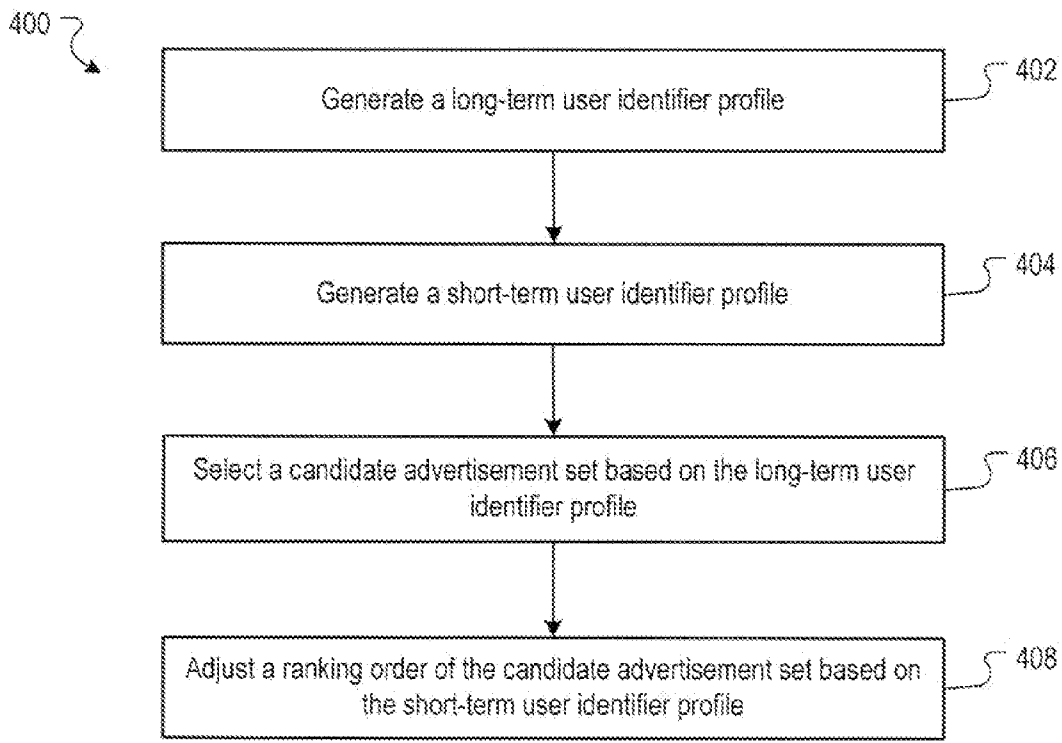 400
402
Generate a long-term user identifier profile
404
Generate a short-term user identifier profile
406
Select a candidate advertisement set based on the long-term user
identifier profile
408
Adjust a ranking order of the candidate advertisement set based on
the short-term user identifier profile